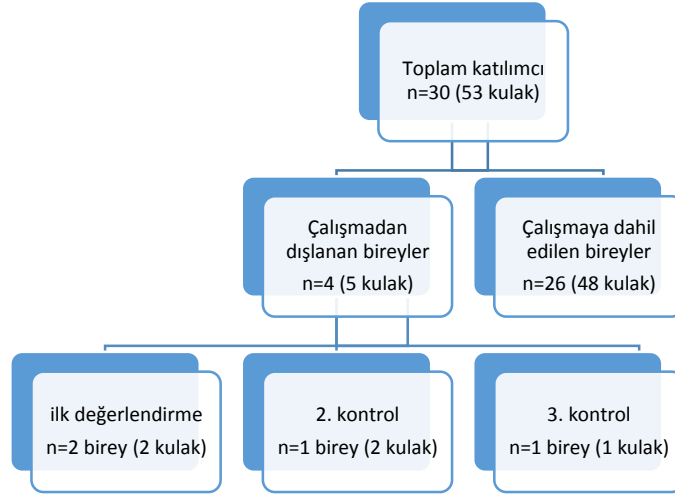 Toplam katılımcı
n=30 (53 kulak)
Çalışmadan
dışlanan bireyler
n=4 (5 kulak)
Çalışmaya dahil
edilen bireyler
n=26 (48 kulak)
ilk değerlendirme
n=2 birey (2 kulak)
2. kontrol
n=1 birey (2 kulak)
3. kontrol
n=1 birey (1 kulak)